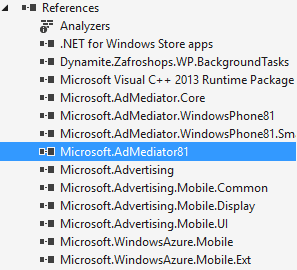 References
Analyzers
.NET for Windows Store apps
Dynamite.Zafroshops.WP.BackgroundTasks
Microsoft Visual C++ 2013 Runtime Package
Microsoft.AdMediator.Core
Microsoft.AdMediator.WindowsPhone81
Microsoft.AdMediator.WindowsPhone81.Sma
Microsoft.AdMediator81
Microsoft.Advertising
Microsoft.Advertising.Mobile.Common
Microsoft.Advertising.Mobile.Display
Microsoft.Advertising.Mobile.UI
Microsoft.WindowsAzure.Mobile
Microsoft.WindowsAzure.Mobile.Ext